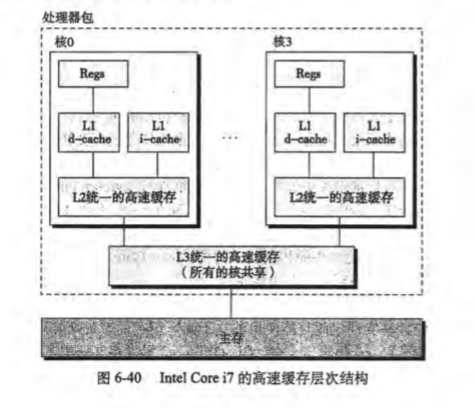 处理器包
核0
核3
Regs
Regs
L1
d-cache
L1
i-cache
...
L1
d-cache
L1
i-cache
L2统一的高速缓存
L2统一的高速缓存
L3统一的高速缓存
(所有的核共享)
主存
图 6-40 Intel Core i7 的高速缓存层次结构